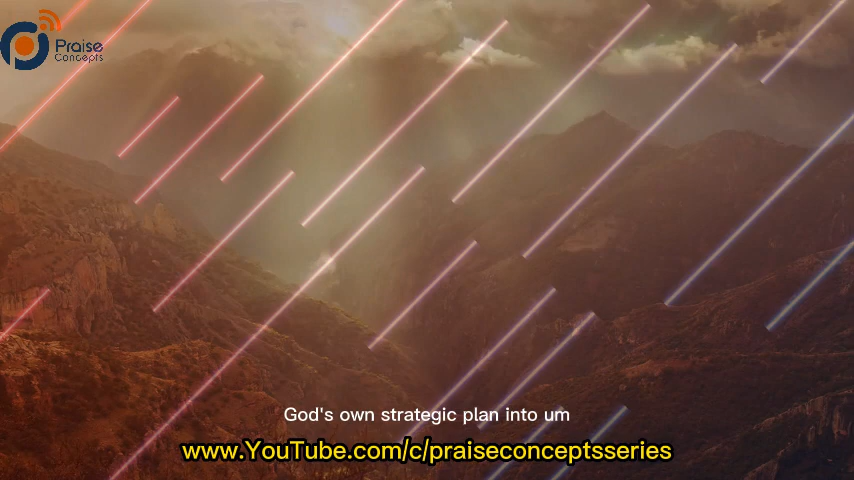 Praise
Concepts
God's own strategic plan into um
www.YouTube.com/c/praiseconceptsseries